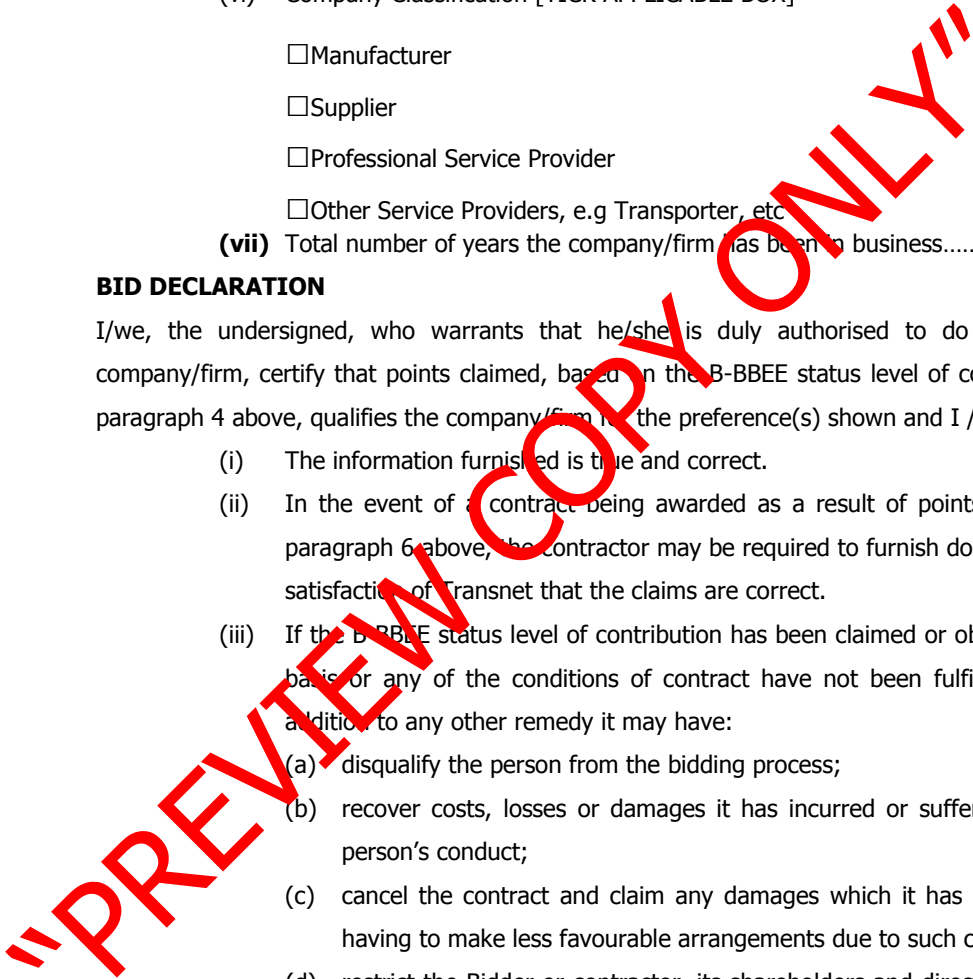 (vi) Company Classification [TICK APPLICABLE BOX]
☐Manufacturer
☐Supplier
☐Professional Service Provider
☐Other Service Providers, e.g Transporter, etc
(vii) Total number of years the company/firm has been in business.....
BID DECLARATION
I/we, the undersigned, who warrants that he/she is duly authorised to do
company/firm, certify that points claimed, based on the B-BBEE status level of
paragraph 4 above, qualifies the company/firm for the preference(s) shown and I /
(i) The information furnished is true and correct.
(ii) In the event of a contract being awarded as a result of points
paragraph 6 above, the contractor may be required to furnish
satisfaction of Transnet that the claims are correct.
(iii) If the B-BBEE status level of contribution has been claimed or
basis or any of the conditions of contract have not been
addition to any other remedy it may have:
(a) disqualify the person from the bidding process;
(b) recover costs, losses or damages it has incurred or
person's conduct;
(c) cancel the contract and claim any damages which it has
having to make less favourable arrangements due to such
(d) restrict the Bidder or contractor, its shareholders and
"PREVIEW COPY ONLY"